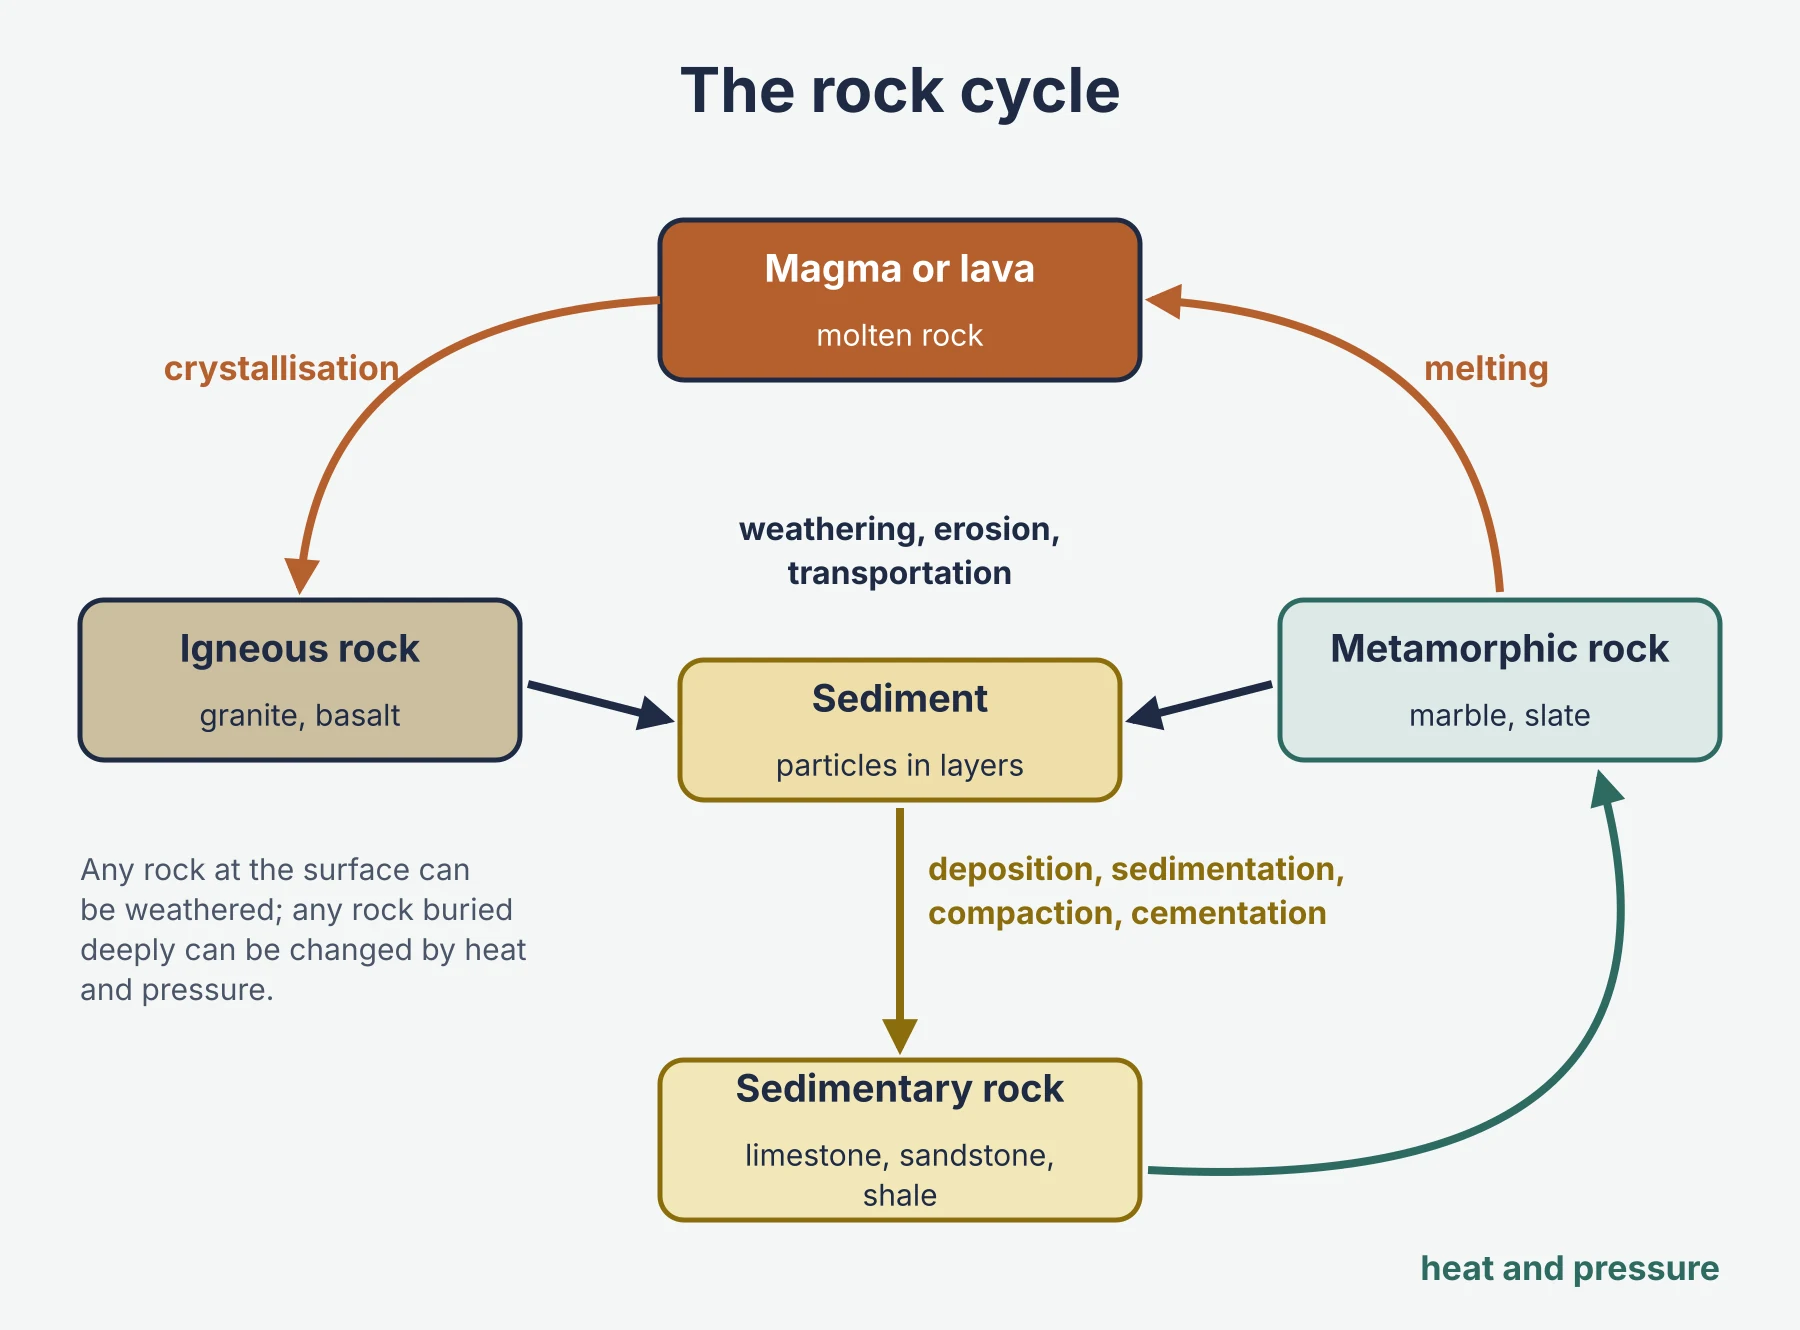 The rock cycle
Magma or lava
molten rock
crystallisation
melting
weathering, erosion,
transportation
Igneous rock
granite, basalt
Sediment
particles in layers
Metamorphic rock
marble, slate
Any rock at the surface can
be weathered; any rock buried
deeply can be changed by heat
and pressure.
deposition, sedimentation,
compaction, cementation
Sedimentary rock
limestone, sandstone,
shale
heat and pressure